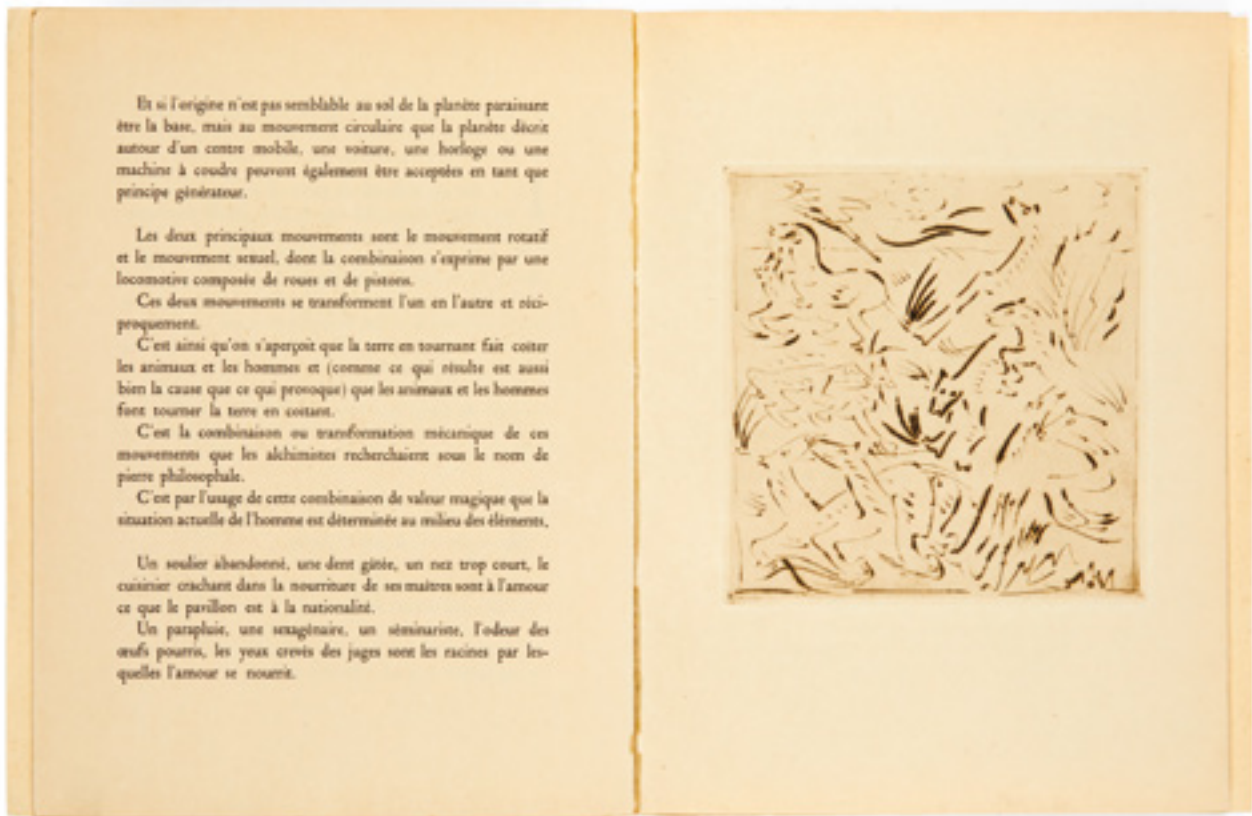 Et si l'origine n'est pas semblable au sol de la planète paraissant
être la base, mais au mouvement circulaire que la planète décrit
autour d'un centre mobile, une voiture, une horloge ou une
machine à coudre peuvent également être acceptées en tant que
principe générateur.
Les deux principaux mouvements sont le mouvement rotatif
et le mouvement sexuel, dont la combinaison s'exprime par une
locomotive composée de roues et de pistons.
Ces deux mouvements se transforment l'un en l'autre et réci-
proquement.
C'est ainsi qu'on s'aperçoit que la terre en tournant fait coïter
les animaux et les hommes et (comme ce qui résulte est aussi
bien la cause que ce qui provoque) que les animaux et les hommes
font tourner la terre en coïtant.
C'est la combinaison ou transformation mécanique de ces
mouvements que les alchimistes recherchaient sous le nom de
pierre philosophale.
C'est par l'usage de cette combinaison de valeur magique que la
situation actuelle de l'homme est déterminée au milieu des éléments.
Un soulier abandonné, une dent gâtée, un nez trop court, le
cuisinier crachant dans la nourriture de ses maîtres sont à l'amour
ce que le pavillon est à la nationalité.
Un parapluie, une sexagénaire, un séminariste, l'odeur des
œufs pourris, les yeux crevés des juges sont les racines par les-
quelles l'amour se nourrit.